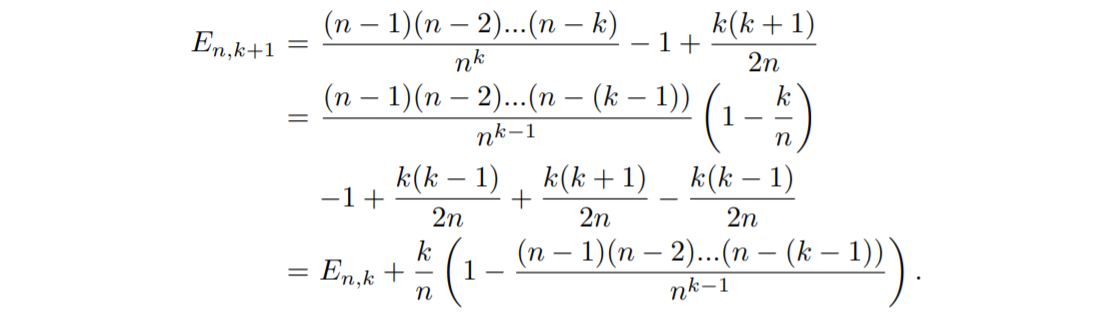 $E_{n,k+1} = \frac{(n-1)(n-2)...(n-k)}{n^k} - 1 + \frac{k(k+1)}{2n}$
$= \frac{(n-1)(n-2)...(n-(k-1))}{n^{k-1}} \left(1 - \frac{k}{n}\right)$
$-1 + \frac{k(k-1)}{2n} + \frac{k(k+1)}{2n} - \frac{k(k-1)}{2n}$
$= E_{n,k} + \frac{k}{n} \left(1 - \frac{(n-1)(n-2)...(n-(k-1))}{n^{k-1}}\right).$